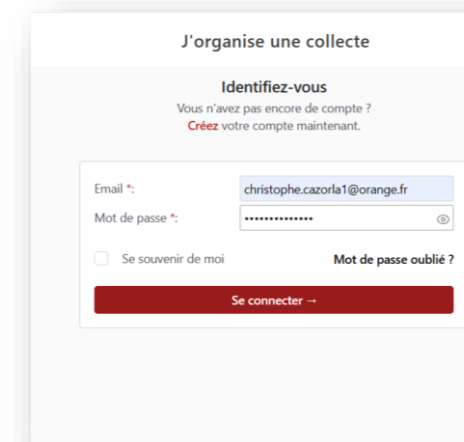 J'organise une collecte
Identifiez-vous
Vous n'avez pas encore de compte ?
Créez votre compte maintenant.
Email *:
christophe.cazorla1@orange.fr
Mot de passe *:
••••••••••••••
Se souvenir de moi
Mot de passe oublié ?
Se connecter →